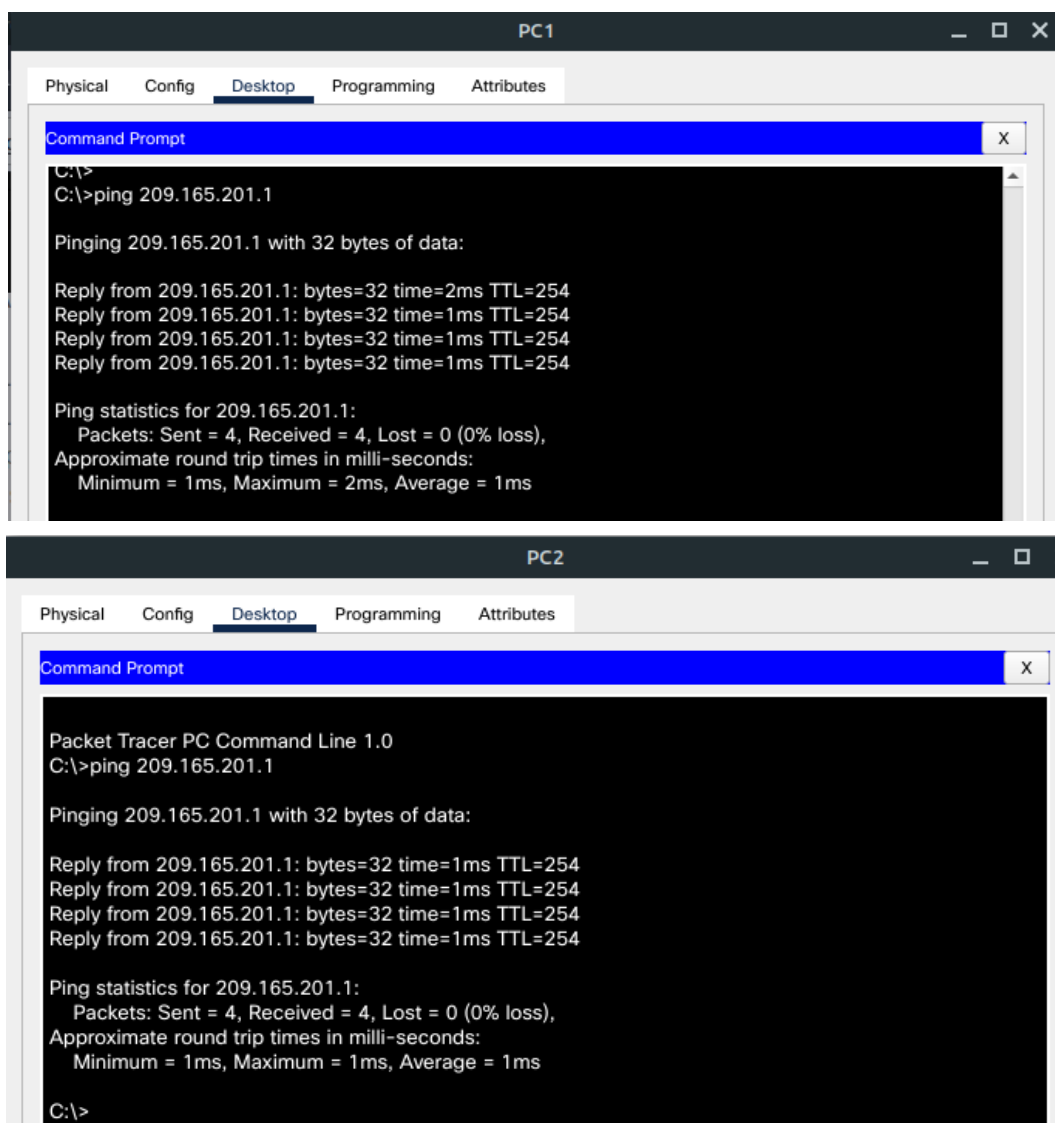 PC1
Physical Config Desktop Programming Attributes
Command Prompt X
C:\>
C:\>ping 209.165.201.1
Pinging 209.165.201.1 with 32 bytes of data:
Reply from 209.165.201.1: bytes=32 time=2ms TTL=254
Reply from 209.165.201.1: bytes=32 time=1ms TTL=254
Reply from 209.165.201.1: bytes=32 time=1ms TTL=254
Reply from 209.165.201.1: bytes=32 time=1ms TTL=254
Ping statistics for 209.165.201.1:
Packets: Sent = 4, Received = 4, Lost = 0 (0% loss),
Approximate round trip times in milli-seconds:
Minimum = 1ms, Maximum = 2ms, Average = 1ms
PC2
Physical Config Desktop Programming Attributes
Command Prompt X
Packet Tracer PC Command Line 1.0
C:\>ping 209.165.201.1
Pinging 209.165.201.1 with 32 bytes of data:
Reply from 209.165.201.1: bytes=32 time=1ms TTL=254
Reply from 209.165.201.1: bytes=32 time=1ms TTL=254
Reply from 209.165.201.1: bytes=32 time=1ms TTL=254
Reply from 209.165.201.1: bytes=32 time=1ms TTL=254
Ping statistics for 209.165.201.1:
Packets: Sent = 4, Received = 4, Lost = 0 (0% loss),
Approximate round trip times in milli-seconds:
Minimum = 1ms, Maximum = 1ms, Average = 1ms
C:\>